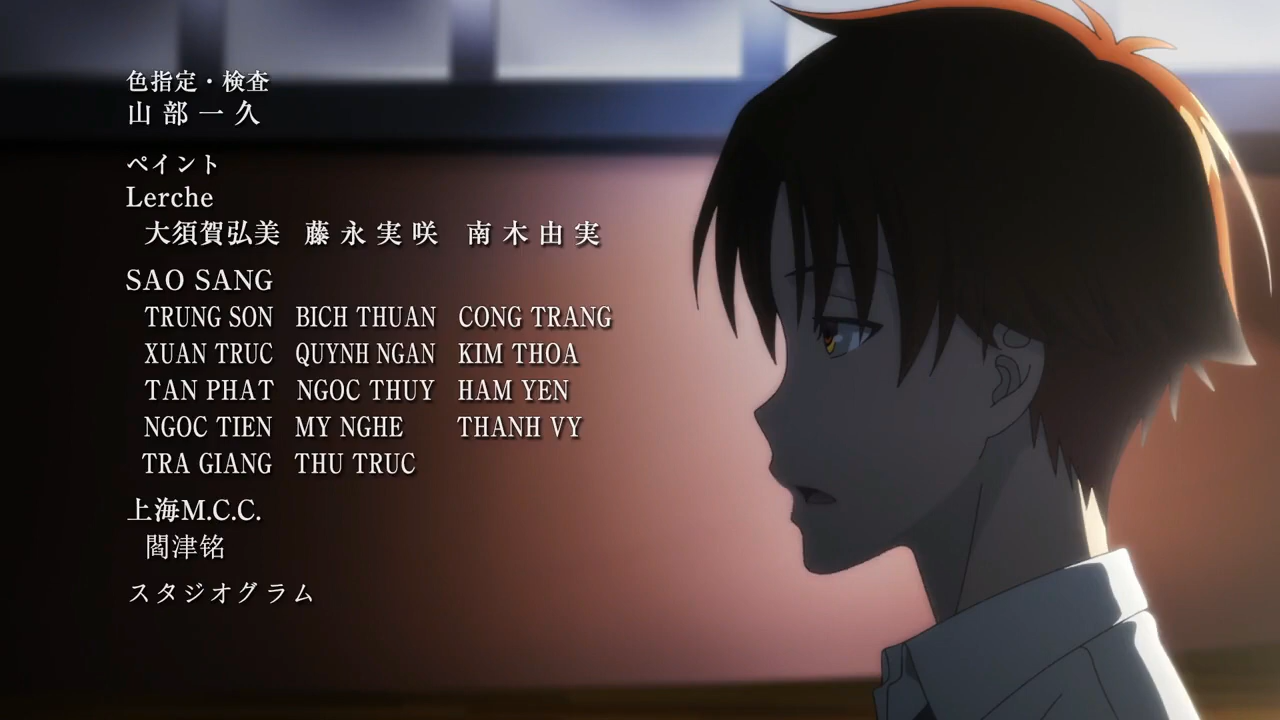 色指定・検査
山部一久
ペイント
Lerche
大須賀弘美 藤永実咲 南木由実
SAO SANG
TRUNG SON BICH THUAN CONG TRANG
XUAN TRUC QUYNH NGAN KIM THOA
TAN PHAT NGOC THUY HAM YEN
NGOC TIEN MY NGHE THANH VY
TRA GIANG THU TRUC
上海M.C.C.
閻津铭
スタジオグラム